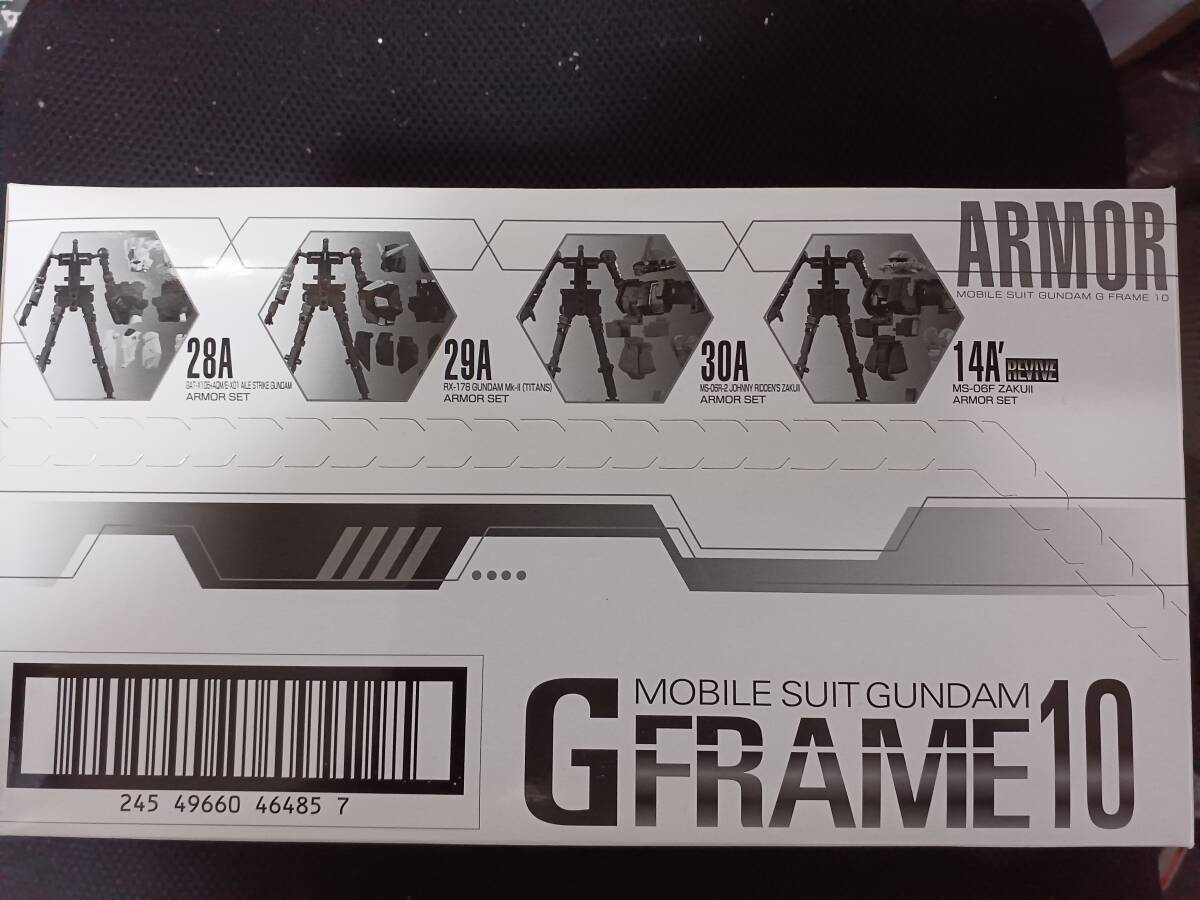 ARMOR
MOBILE SUIT GUNDAM G FRAME 10
28A
GAT-X105+AQM/E-X01 AILE STRIKE GUNDAM
ARMOR SET
29A
RX-178 GUNDAM Mk-II (TITANS)
ARMOR SET
30A
MS-06R-2 JOHNNY RIDDEN'S ZAKUII
ARMOR SET
14A' REVIVE
MS-06F ZAKUII
ARMOR SET
245 49660 46485 7
MOBILE SUIT GUNDAM
G FRAME 10